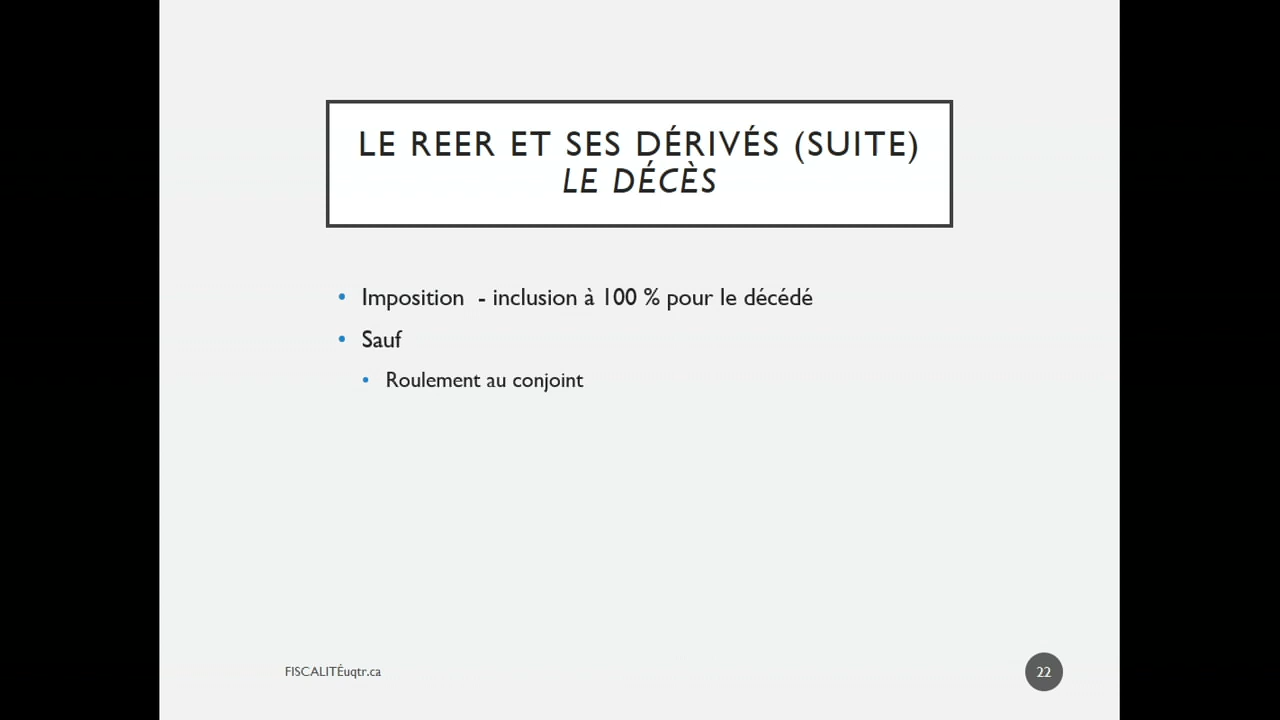 LE REER ET SES DÉRIVÉS (SUITE)
LE DÉCÈS
• Imposition - inclusion à 100 % pour le décédé
• Sauf
• Roulement au conjoint
FISCALITÉuqtr.ca
22